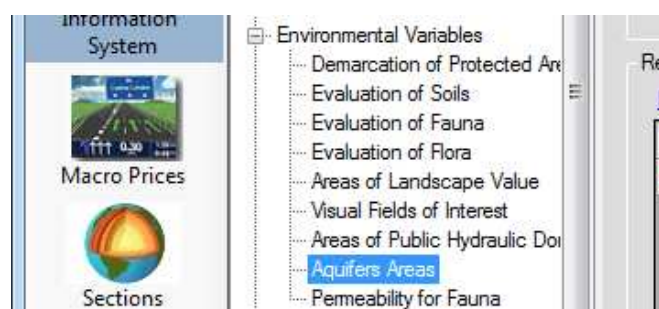 Information
System
Macro Prices
Sections
Environmental Variables
Demarcation of Protected Are
Evaluation of Soils
Evaluation of Fauna
Evaluation of Flora
Areas of Landscape Value
Visual Fields of Interest
Areas of Public Hydraulic Do
Aquifers Areas
Permeability for Fauna
Re